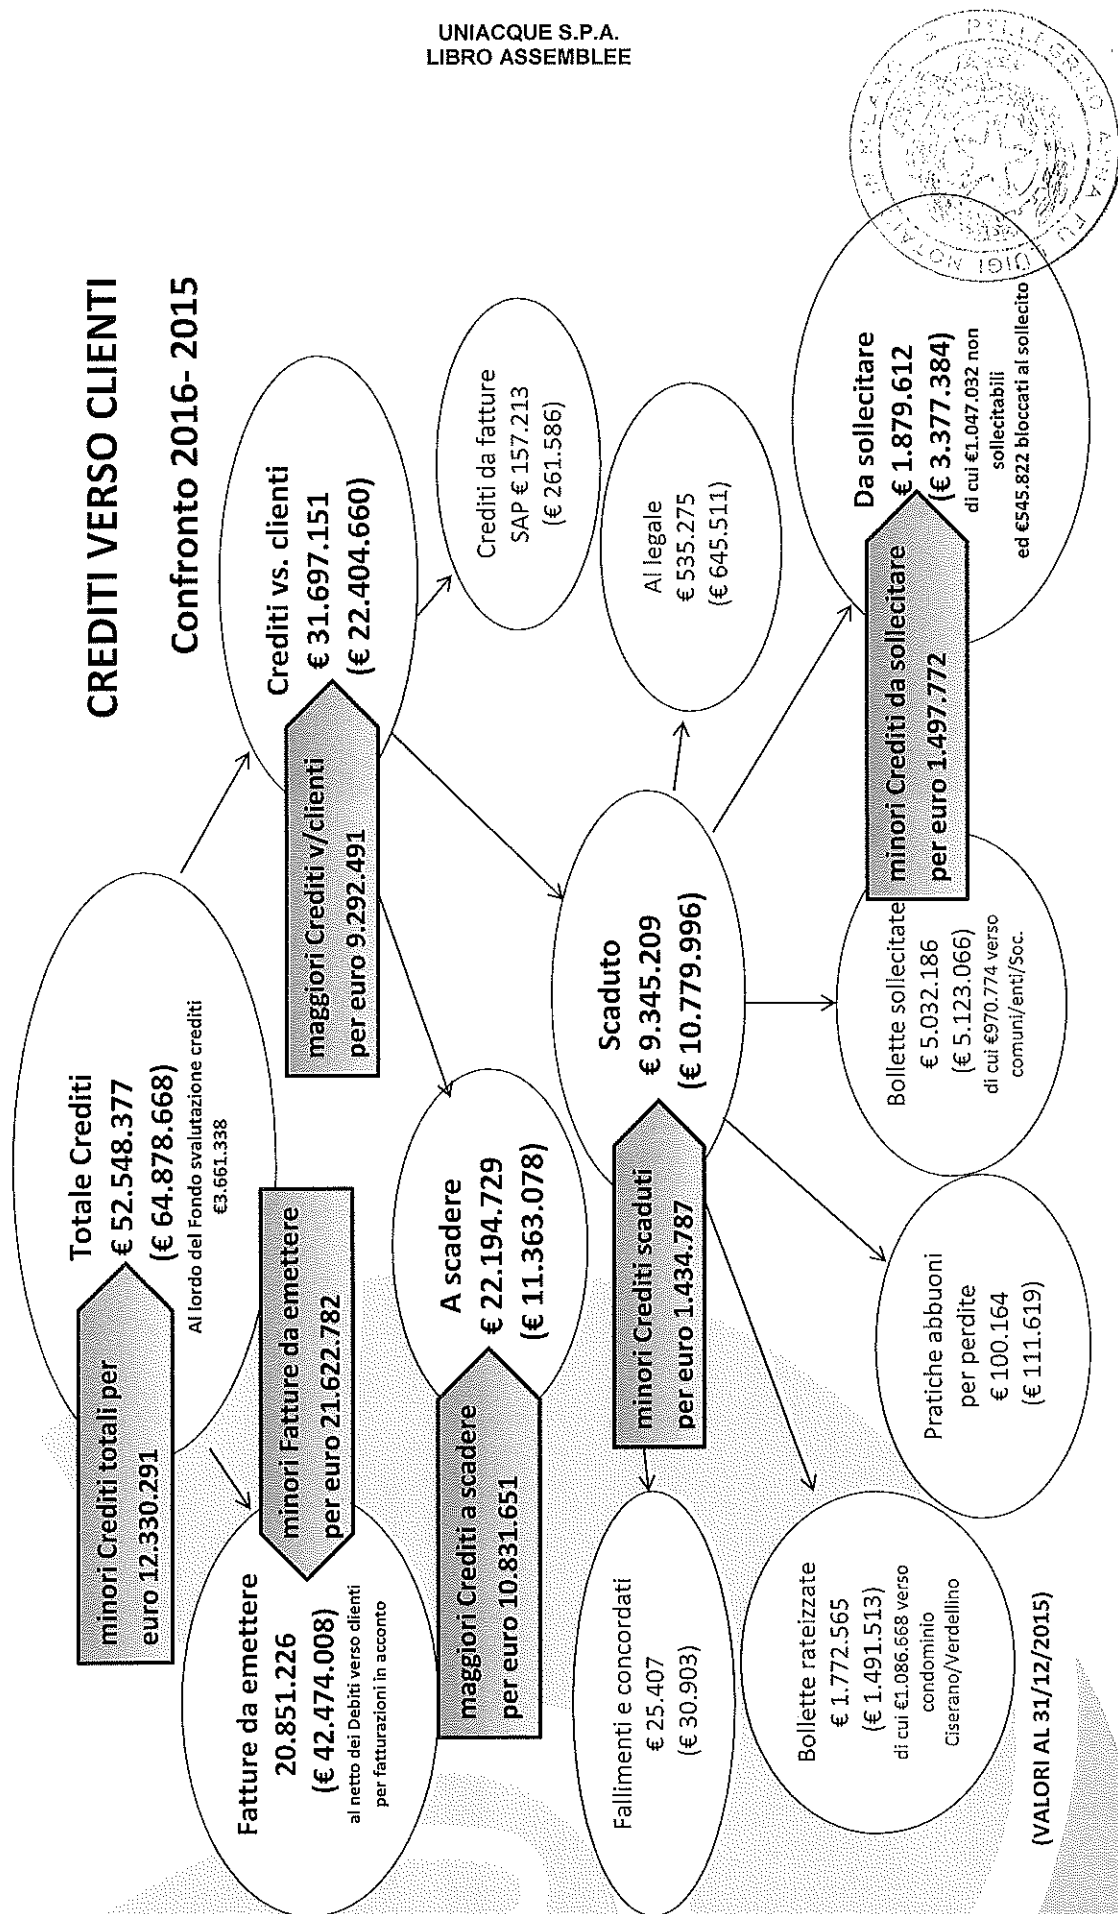 UNIACQUE S.P.A.
LIBRO ASSEMBLEE
CREDITI VERSO CLIENTI
Confronto 2016- 2015
Totale Crediti
€ 52.548.377
(€ 64.878.668)
Al lordo del Fondo svalutazione crediti
€3.661.338
minori Crediti totali per
euro 12.330.291
Crediti vs. clienti
€ 31.697.151
(€ 22.404.660)
maggiori Crediti v/clienti
per euro 9.292.491
Fatture da emettere
20.851.226
(€ 42.474.008)
al netto dei Debiti verso clienti
per fatturazioni in acconto
minori Fatture da emettere
per euro 21.622.782
A scadere
€ 22.194.729
(€ 11.363.078)
maggiori Crediti a scadere
per euro 10.831.651
Crediti da fatture
SAP € 157.213
(€ 261.586)
Scaduto
€ 9.345.209
(€ 10.779.996)
minori Crediti scaduti
per euro 1.434.787
Al legale
€ 535.275
(€ 645.511)
Fallimenti e concordati
€ 25.407
(€ 30.903)
Bollette rateizzate
€ 1.772.565
(€ 1.491.513)
di cui €1.086.668 verso
condominio
Ciserano/Verdellino
Pratiche abbuoni
per perdite
€ 100.164
(€ 111.619)
Bollette sollecitate
€ 5.032.186
(€ 5.123.066)
di cui €970.774 verso
comuni/enti/Soc.
Da sollecitare
€ 1.879.612
(€ 3.377.384)
di cui €1.047.032 non
sollecitabili
ed €545.822 bloccati al sollecito
minori Crediti da sollecitare
per euro 1.497.772
(VALORI AL 31/12/2015)
PELLEGRINO ANNA FU LUIGI NOTAIO IN MILANO